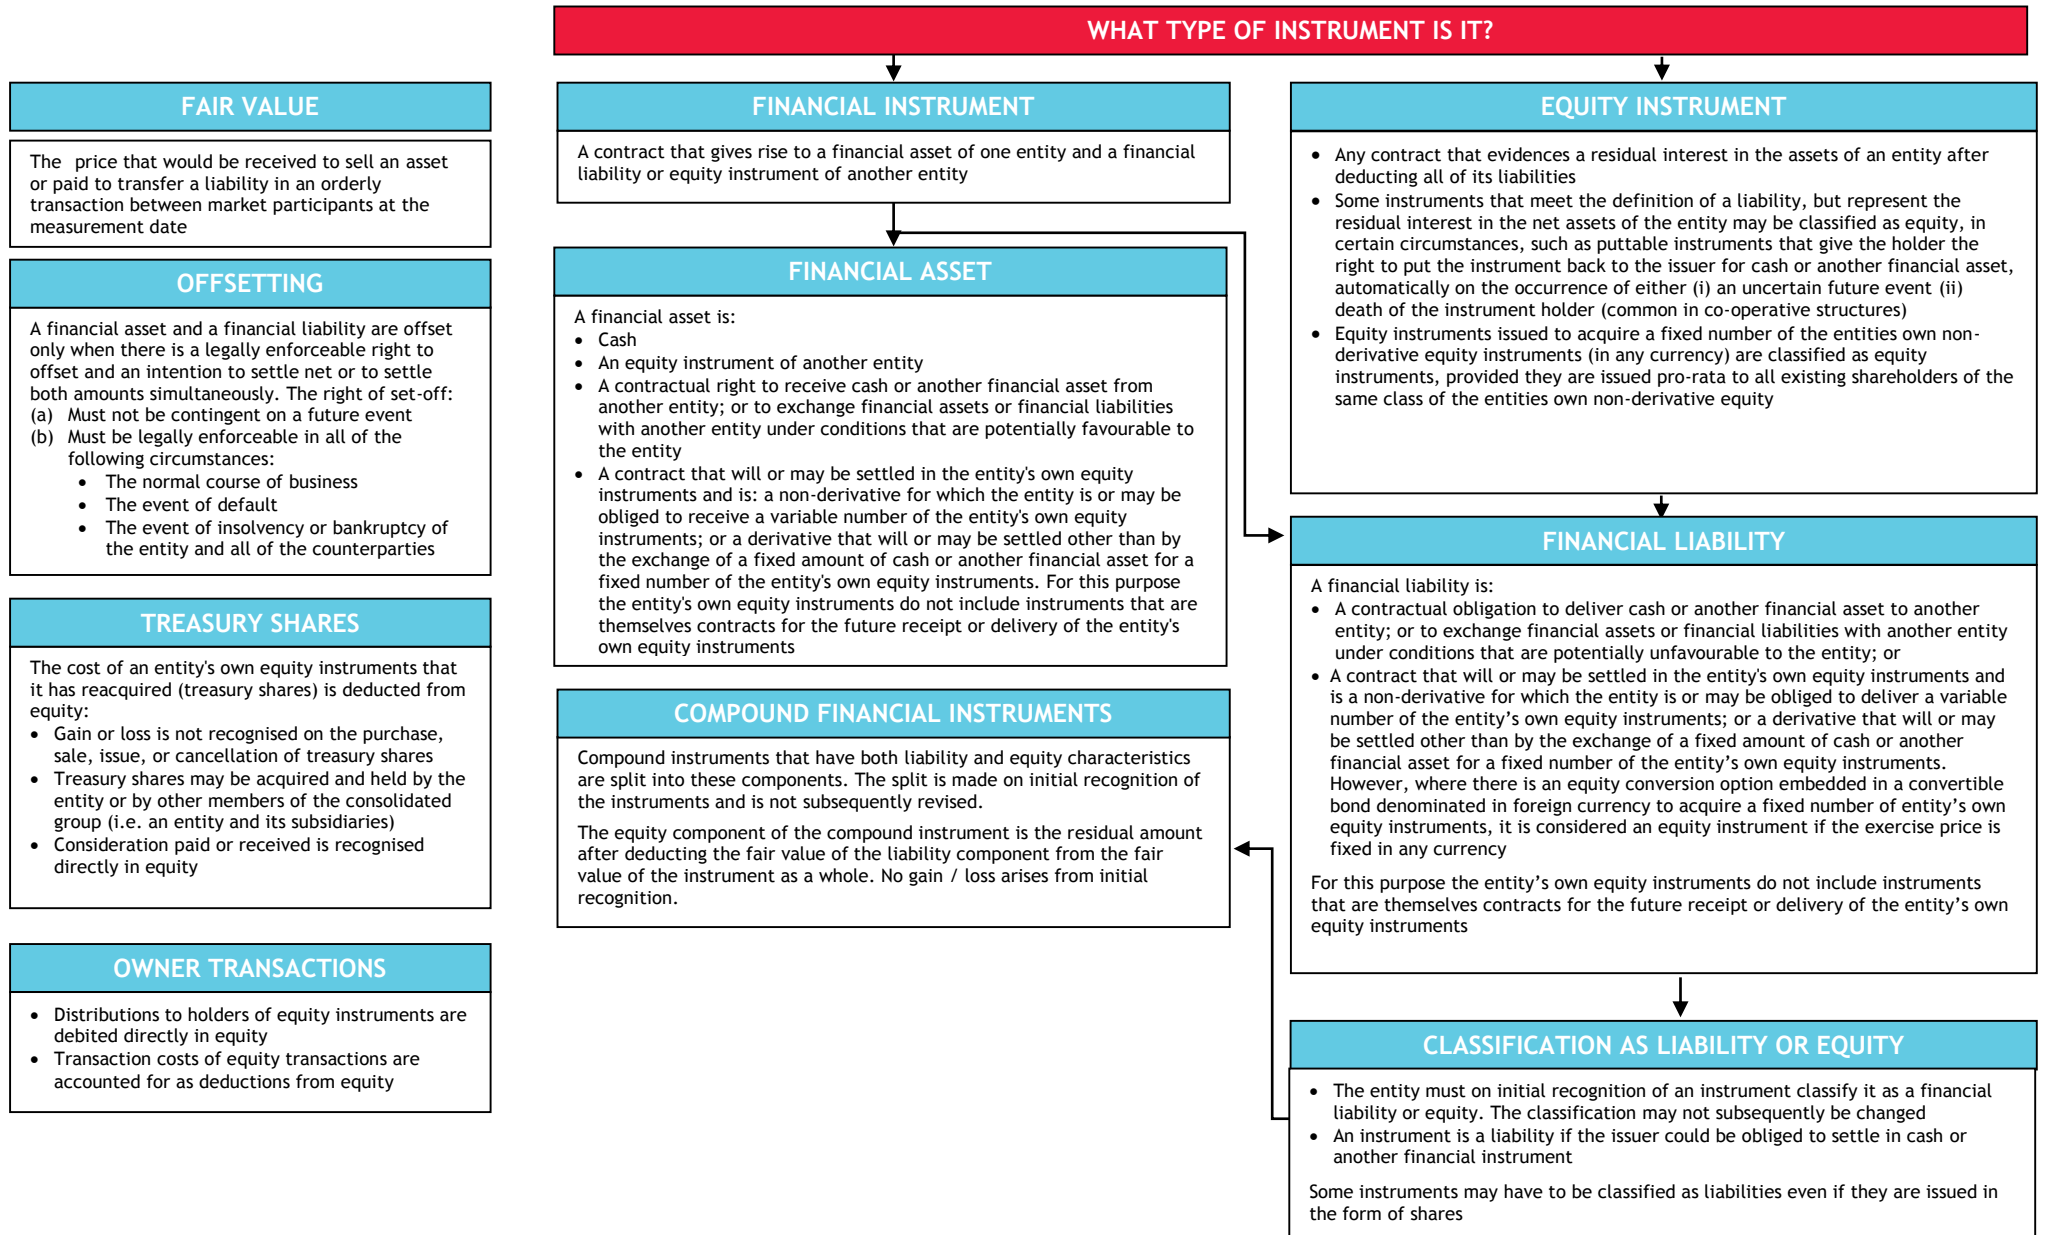 WHAT TYPE OF INSTRUMENT IS IT?
FAIR VALUE
The price that would be received to sell an asset
or paid to transfer a liability in an orderly
transaction between market participants at the
measurement date
OFFSETTING
A financial asset and a financial liability are offset
only when there is a legally enforceable right to
offset and an intention to settle net or to settle
both amounts simultaneously. The right of set-off:
(a) Must not be contingent on a future event
(b) Must be legally enforceable in all of the
following circumstances:
• The normal course of business
• The event of default
• The event of insolvency or bankruptcy of
the entity and all of the counterparties
TREASURY SHARES
The cost of an entity's own equity instruments that
it has reacquired (treasury shares) is deducted from
equity:
• Gain or loss is not recognised on the purchase,
sale, issue, or cancellation of treasury shares
• Treasury shares may be acquired and held by the
entity or by other members of the consolidated
group (i.e. an entity and its subsidiaries)
• Consideration paid or received is recognised
directly in equity
OWNER TRANSACTIONS
• Distributions to holders of equity instruments are
debited directly in equity
• Transaction costs of equity transactions are
accounted for as deductions from equity
FINANCIAL INSTRUMENT
A contract that gives rise to a financial asset of one entity and a financial
liability or equity instrument of another entity
FINANCIAL ASSET
A financial asset is:
• Cash
• An equity instrument of another entity
• A contractual right to receive cash or another financial asset from
another entity; or to exchange financial assets or financial liabilities
with another entity under conditions that are potentially favourable to
the entity
• A contract that will or may be settled in the entity's own equity
instruments and is: a non-derivative for which the entity is or may be
obliged to receive a variable number of the entity's own equity
instruments; or a derivative that will or may be settled other than by
the exchange of a fixed amount of cash or another financial asset for a
fixed number of the entity's own equity instruments. For this purpose
the entity's own equity instruments do not include instruments that are
themselves contracts for the future receipt or delivery of the entity's
own equity instruments
COMPOUND FINANCIAL INSTRUMENTS
Compound instruments that have both liability and equity characteristics
are split into these components. The split is made on initial recognition of
the instruments and is not subsequently revised.
The equity component of the compound instrument is the residual amount
after deducting the fair value of the liability component from the fair
value of the instrument as a whole. No gain / loss arises from initial
recognition.
EQUITY INSTRUMENT
• Any contract that evidences a residual interest in the assets of an entity after
deducting all of its liabilities
• Some instruments that meet the definition of a liability, but represent the
residual interest in the net assets of the entity may be classified as equity, in
certain circumstances, such as puttable instruments that give the holder the
right to put the instrument back to the issuer for cash or another financial asset,
automatically on the occurrence of either (i) an uncertain future event (ii)
death of the instrument holder (common in co-operative structures)
• Equity instruments issued to acquire a fixed number of the entities own non-
derivative equity instruments (in any currency) are classified as equity
instruments, provided they are issued pro-rata to all existing shareholders of the
same class of the entities own non-derivative equity
FINANCIAL LIABILITY
A financial liability is:
• A contractual obligation to deliver cash or another financial asset to another
entity; or to exchange financial assets or financial liabilities with another entity
under conditions that are potentially unfavourable to the entity; or
• A contract that will or may be settled in the entity's own equity instruments and
is a non-derivative for which the entity is or may be obliged to deliver a variable
number of the entity’s own equity instruments; or a derivative that will or may
be settled other than by the exchange of a fixed amount of cash or another
financial asset for a fixed number of the entity’s own equity instruments.
However, where there is an equity conversion option embedded in a convertible
bond denominated in foreign currency to acquire a fixed number of entity’s own
equity instruments, it is considered an equity instrument if the exercise price is
fixed in any currency
For this purpose the entity’s own equity instruments do not include instruments
that are themselves contracts for the future receipt or delivery of the entity’s own
equity instruments
CLASSIFICATION AS LIABILITY OR EQUITY
• The entity must on initial recognition of an instrument classify it as a financial
liability or equity. The classification may not subsequently be changed
• An instrument is a liability if the issuer could be obliged to settle in cash or
another financial instrument
Some instruments may have to be classified as liabilities even if they are issued in
the form of shares